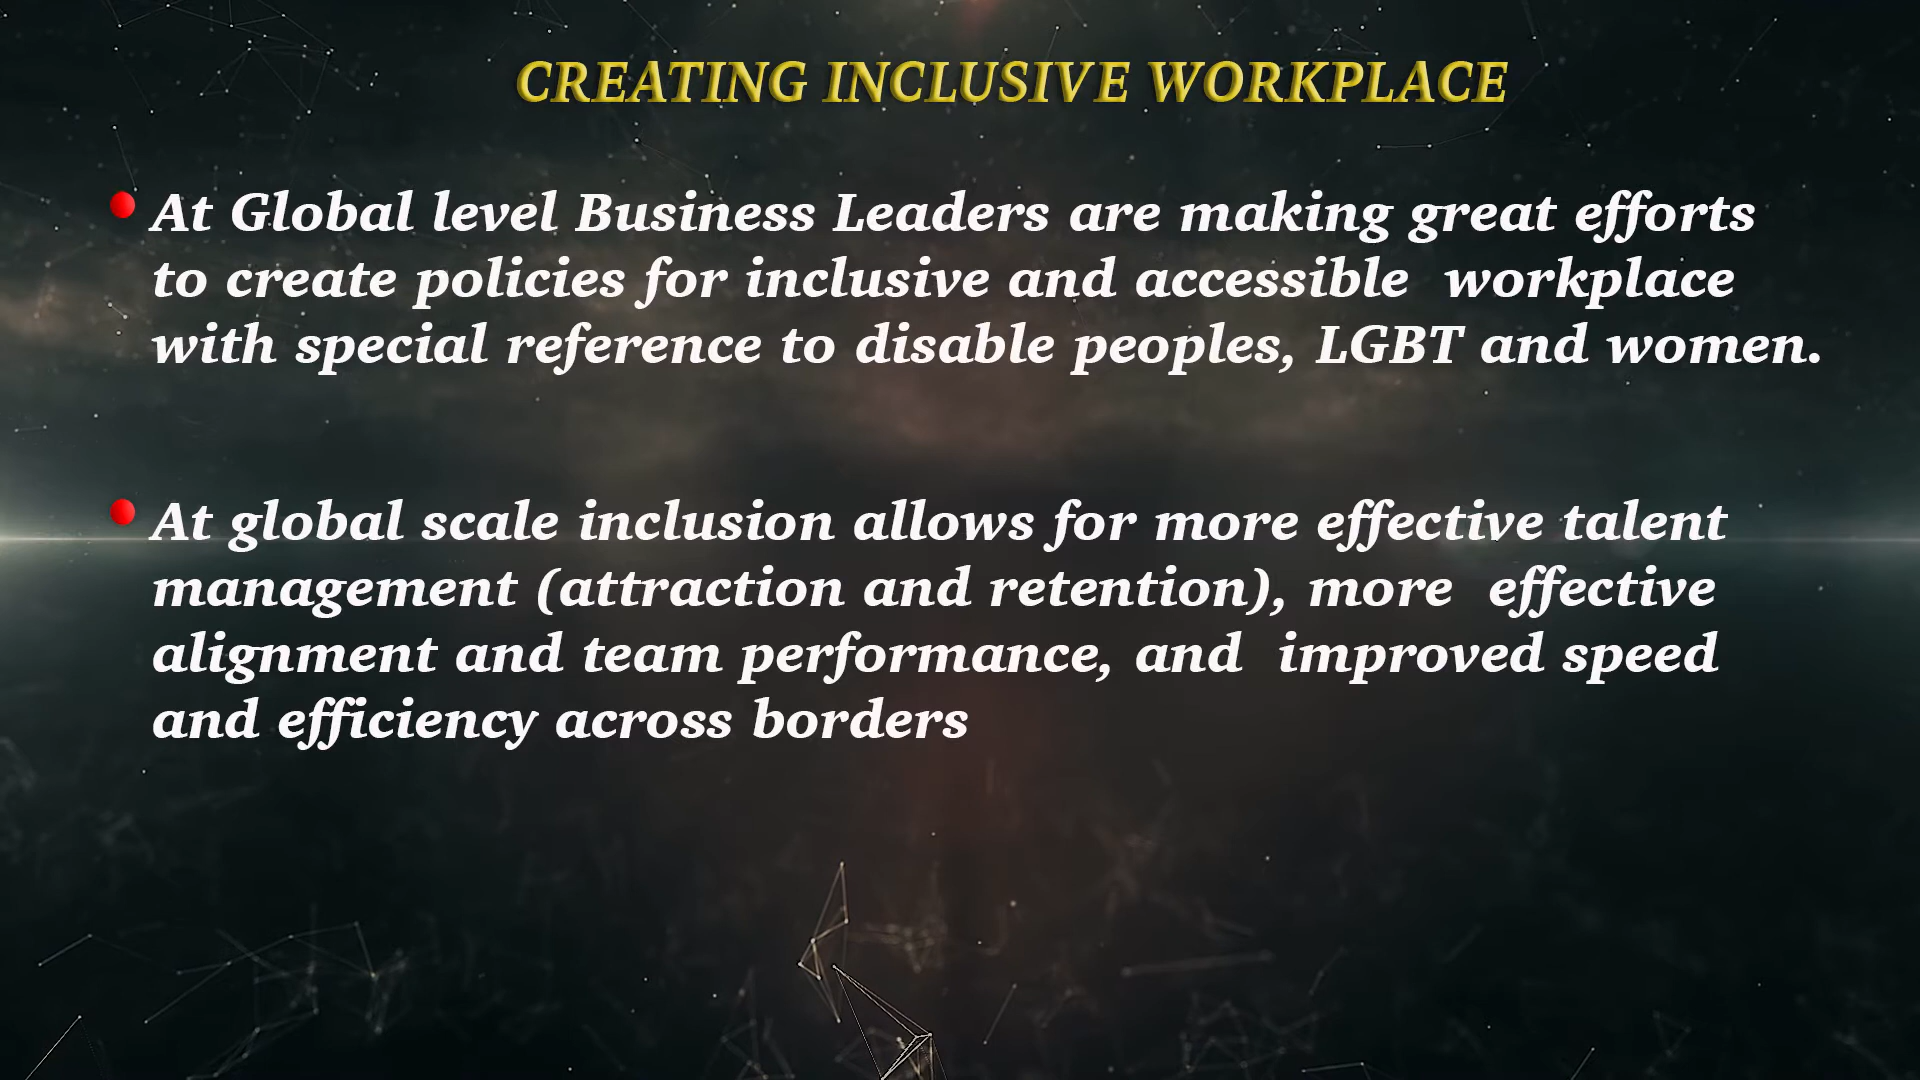 CREATING INCLUSIVE WORKPLACE
At Global level Business Leaders are making great efforts
to create policies for inclusive and accessible  workplace
with special reference to disable peoples, LGBT and women.
At global scale inclusion allows for more effective talent
management (attraction and retention), more  effective
alignment and team performance, and  improved speed
and efficiency across borders